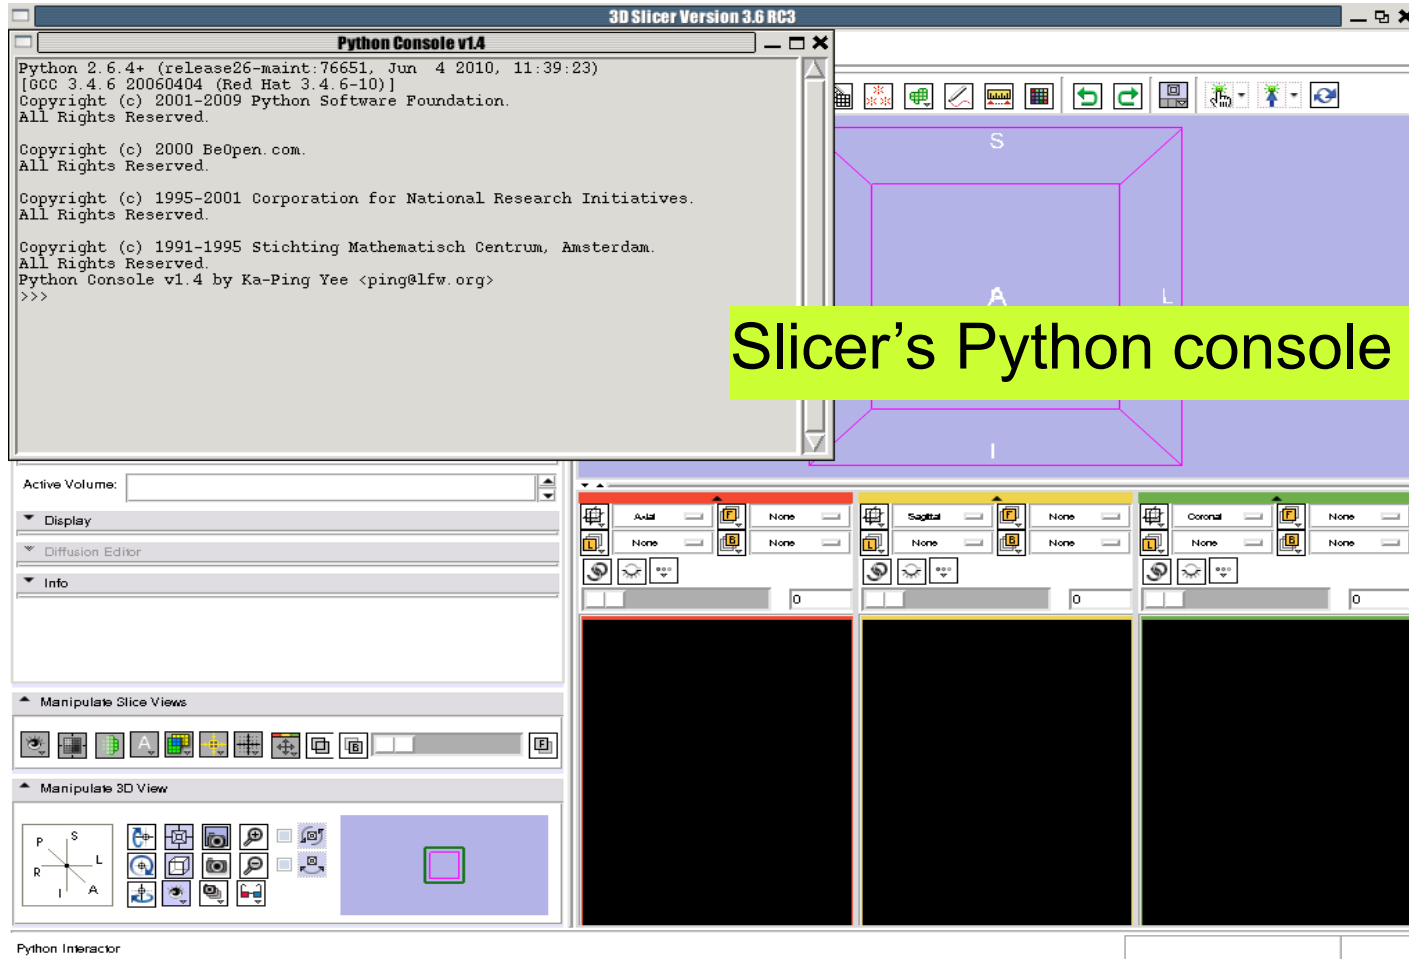 3D Slicer Version 3.6 RC3
Python Console v1.4
Python 2.6.4+ (release26-maint:76651, Jun  4 2010, 11:39:23)
[GCC 3.4.6 20060404 (Red Hat 3.4.6-10)]
Copyright (c) 2001-2009 Python Software Foundation.
All Rights Reserved.
Copyright (c) 2000 BeOpen.com.
All Rights Reserved.
Copyright (c) 1995-2001 Corporation for National Research Initiatives.
All Rights Reserved.
Copyright (c) 1991-1995 Stichting Mathematisch Centrum, Amsterdam.
All Rights Reserved.
Python Console v1.4 by Ka-Ping Yee <ping@lfw.org>
>>>
S
A L
Slicer’s Python console
I
Active Volume:
Display
Diffusion Editor
Info
Axial F None Sagittal F None Coronal F None
L None B None L None B None L None B None
0 0 0
Manipulate Slice Views
A B F
Manipulate 3D View
P S
R L
I A
Python Interactor